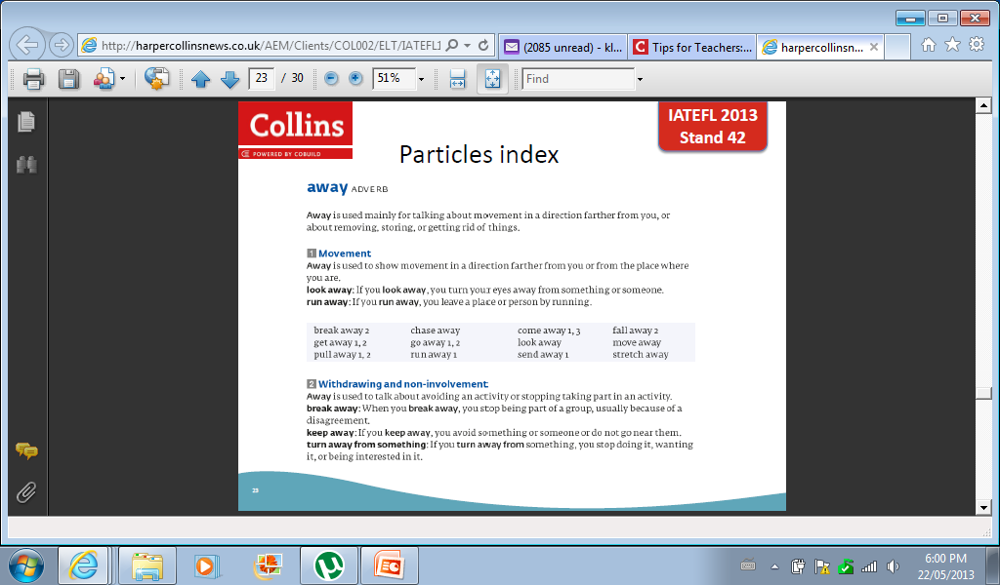 http://harpercollinsnews.co.uk/AEM/Clients/COL002/ELT/IATEFL1
(2085 unread) - kl...
Tips for Teachers:...
harpercollinsn...
23 / 30
51%
Find
Collins
POWERED BY COBUILD
IATEFL 2013
Stand 42
Particles index
away ADVERB
Away is used mainly for talking about movement in a direction farther from you, or
about removing, storing, or getting rid of things.
1 Movement
Away is used to show movement in a direction farther from you or from the place where
you are.
look away: If you look away, you turn your eyes away from something or someone.
run away: If you run away, you leave a place or person by running.
break away 2 chase away come away 1, 3 fall away 2
get away 1, 2 go away 1, 2 look away move away
pull away 1, 2 run away 1 send away 1 stretch away
2 Withdrawing and non-involvement
Away is used to talk about avoiding an activity or stopping taking part in an activity.
break away: When you break away, you stop being part of a group, usually because of a
disagreement.
keep away: If you keep away, you avoid something or someone or do not go near them.
turn away from something: If you turn away from something, you stop doing it, wanting
it, or being interested in it.
23
6:00 PM
22/05/2013